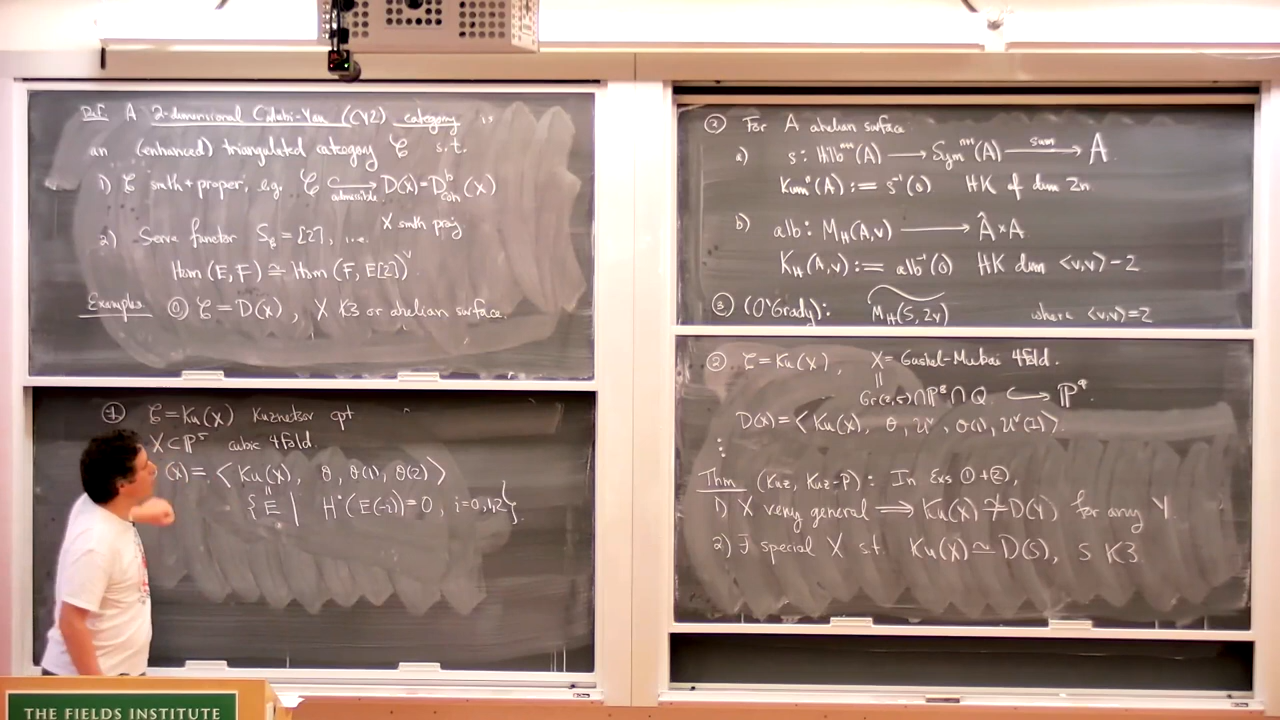 Def. A 2-dimensional Calabi-Yau (CY2) category is
an (enhanced) triangulated category 𝒞 s.t.
1) 𝒞 smth + proper, e.g. 𝒞 ↪ D(X) = D^b_coh(X)
admissible
X smth proj
2) Serre functor S_𝒞 = [2], i.e.
Hom(E,F) ≅ Hom(F,E[2])^∨
Examples ⓪ 𝒞 = D(X), X K3 or abelian surface.
① 𝒞 = Ku(X) Kuznetsov cpt
X ⊂ P^5 cubic 4fold.
(X) = ⟨Ku(X), O, O(1), O(2)⟩
=
{E | H^•(E(-i)) = 0, i=0,1,2}.
② For A abelian surface
a) s: Hilb^{n+1}(A) → Sym^{n+1}(A) → A
sum
Kum^n(A) := s^{-1}(0) HK of dim 2n.
b) alb: M_H(A,v) → Â × A
K_H(A,v) := alb^{-1}(0) HK dim <v,v> - 2
③ (O'Grady): M_H(S,2v) where <v,v> = 2
② 𝒞 = Ku(X), X = Gushel-Mukai 4fold.
=
Gr(2,5) ∩ P^8 ∩ Q ↪ P^9.
D(X) = ⟨Ku(X), O, U^∨, O(1), U^∨(1)⟩.
⋮
Thm (Kuz, Kuz-P): In Exs ① + ②,
1) X very general ⟹ Ku(X) ≄ D(Y) for any Y.
2) ∃ special X s.t. Ku(X) ≃ D(S), S K3
THE FIELDS INSTITUTE